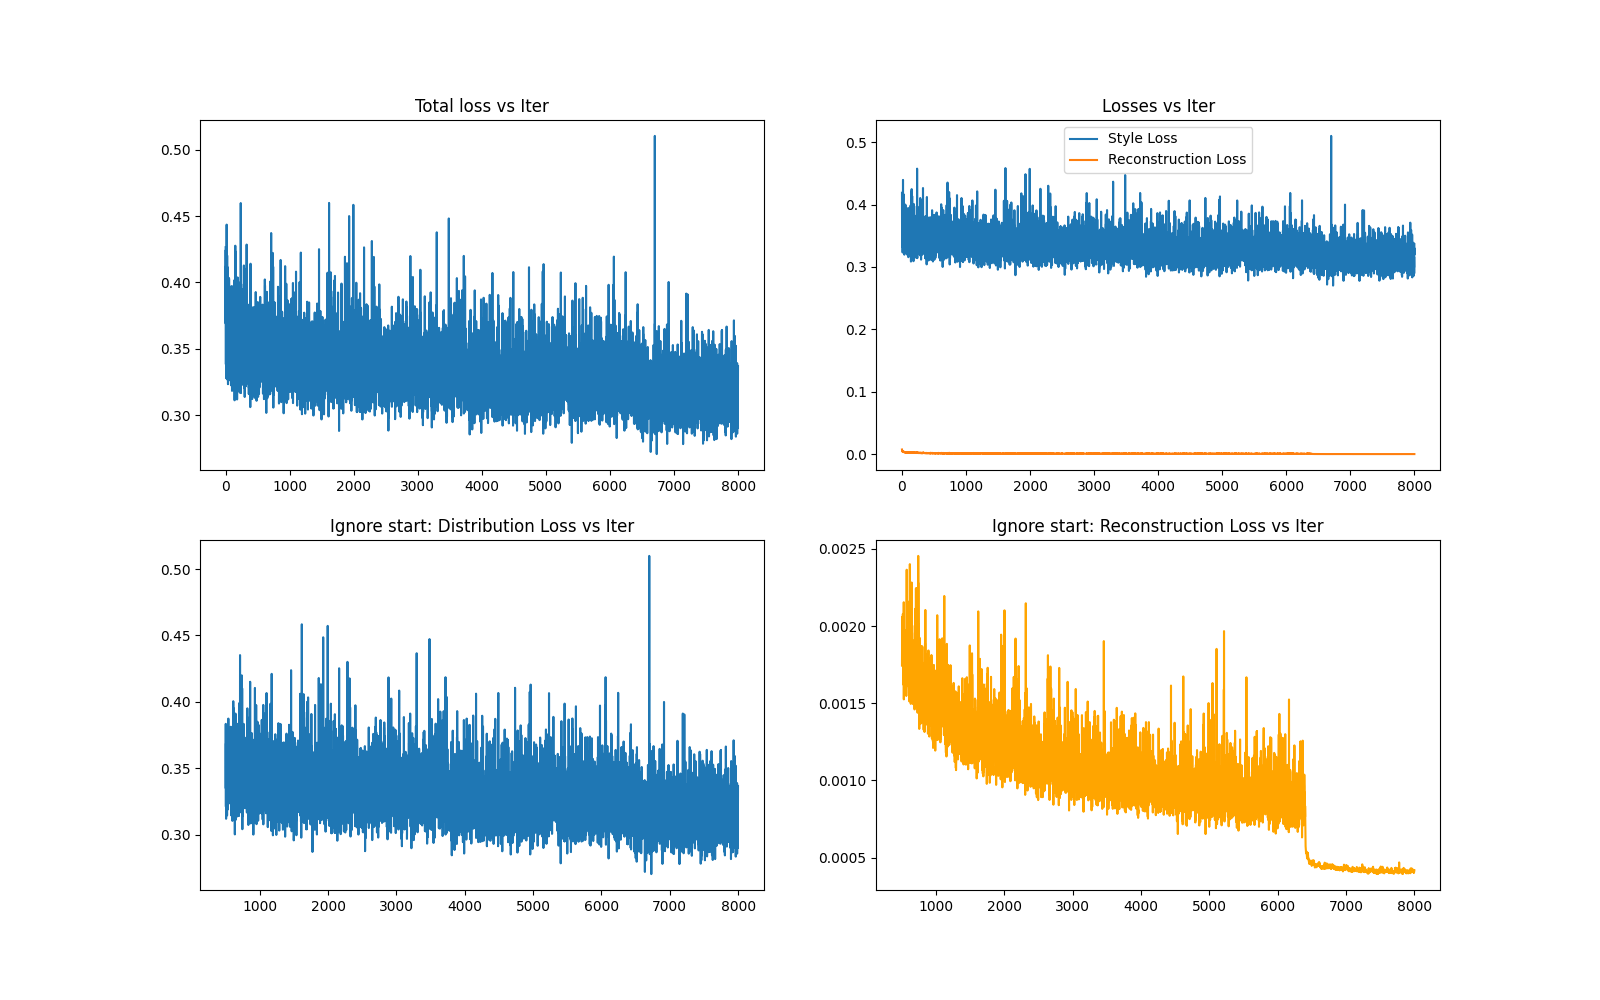 Total loss vs Iter
0.50
0.45
0.40
0.35
0.30
0 1000 2000 3000 4000 5000 6000 7000 8000
Losses vs Iter
Style Loss
Reconstruction Loss
0.5
0.4
0.3
0.2
0.1
0.0
0 1000 2000 3000 4000 5000 6000 7000 8000
Ignore start: Distribution Loss vs Iter
0.50
0.45
0.40
0.35
0.30
1000 2000 3000 4000 5000 6000 7000 8000
Ignore start: Reconstruction Loss vs Iter
0.0025
0.0020
0.0015
0.0010
0.0005
1000 2000 3000 4000 5000 6000 7000 8000